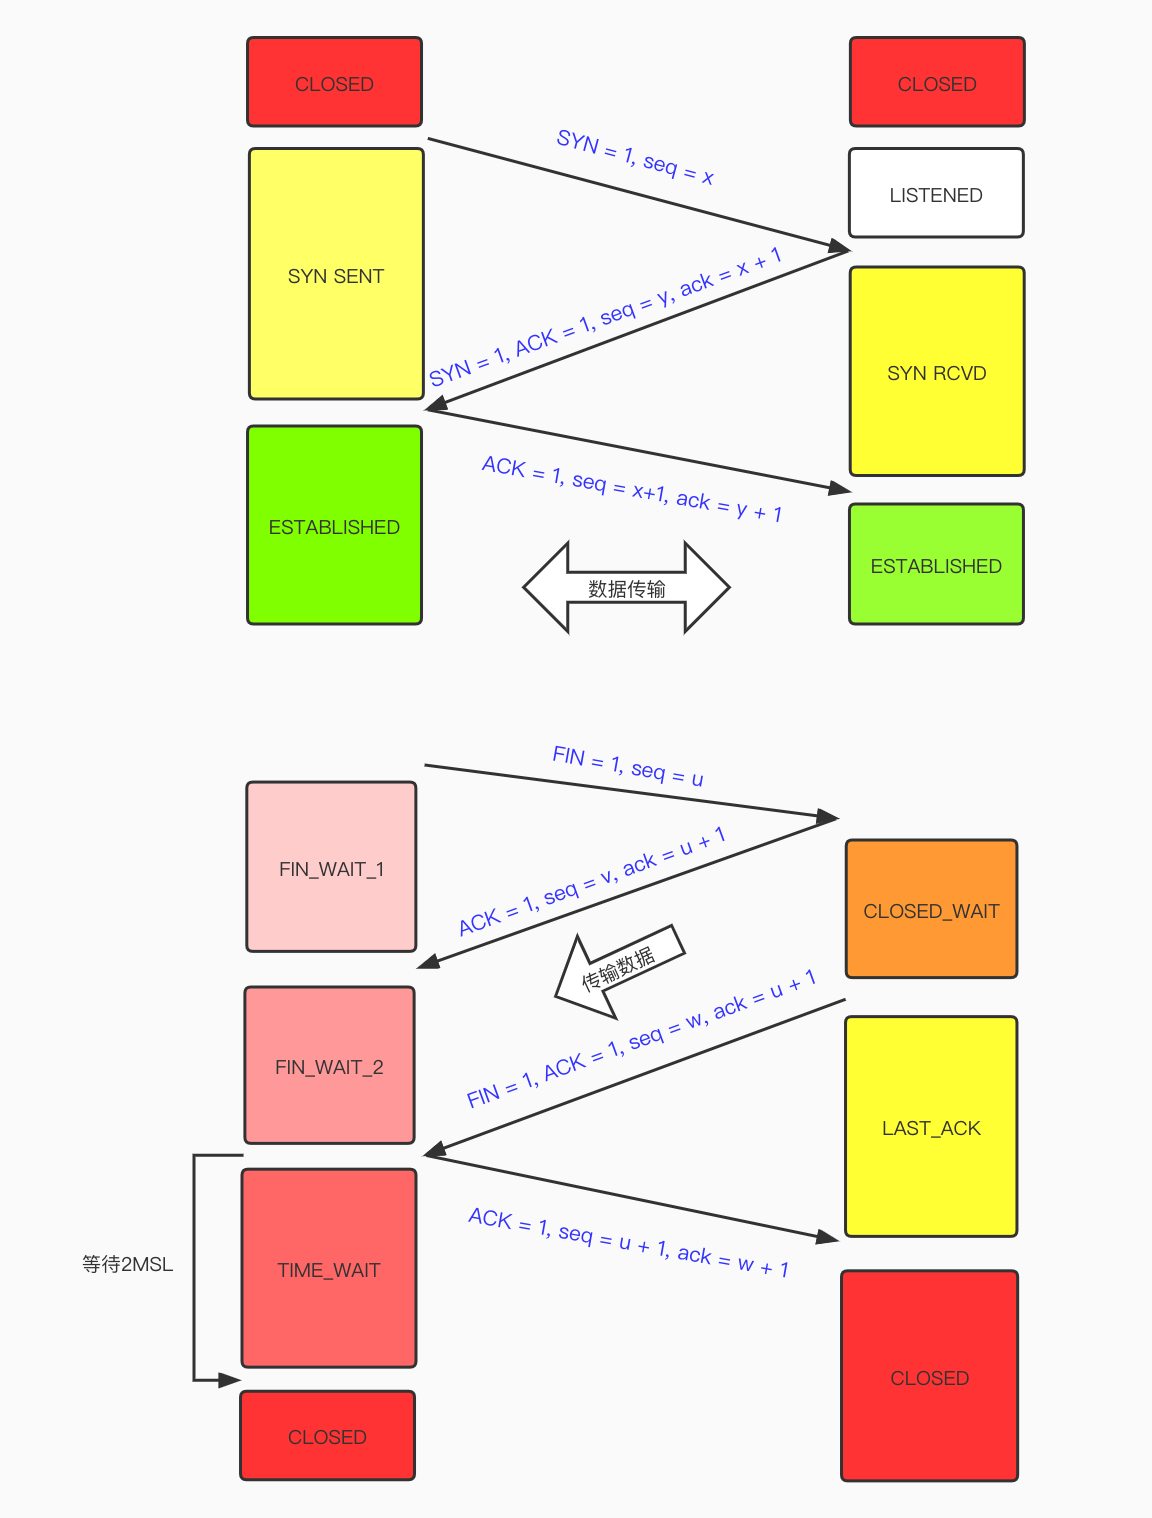 CLOSED
CLOSED
SYN = 1, seq = x
LISTENED
SYN SENT
SYN = 1, ACK = 1, seq = y, ack = x + 1
SYN RCVD
ACK = 1, seq = x+1, ack = y + 1
ESTABLISHED
ESTABLISHED
数据传输
FIN = 1, seq = u
FIN_WAIT_1
ACK = 1, seq = v, ack = u + 1
CLOSED_WAIT
传输数据
FIN = 1, ACK = 1, seq = w, ack = u + 1
FIN_WAIT_2
LAST_ACK
ACK = 1, seq = u + 1, ack = w + 1
等待2MSL
TIME_WAIT
CLOSED
CLOSED